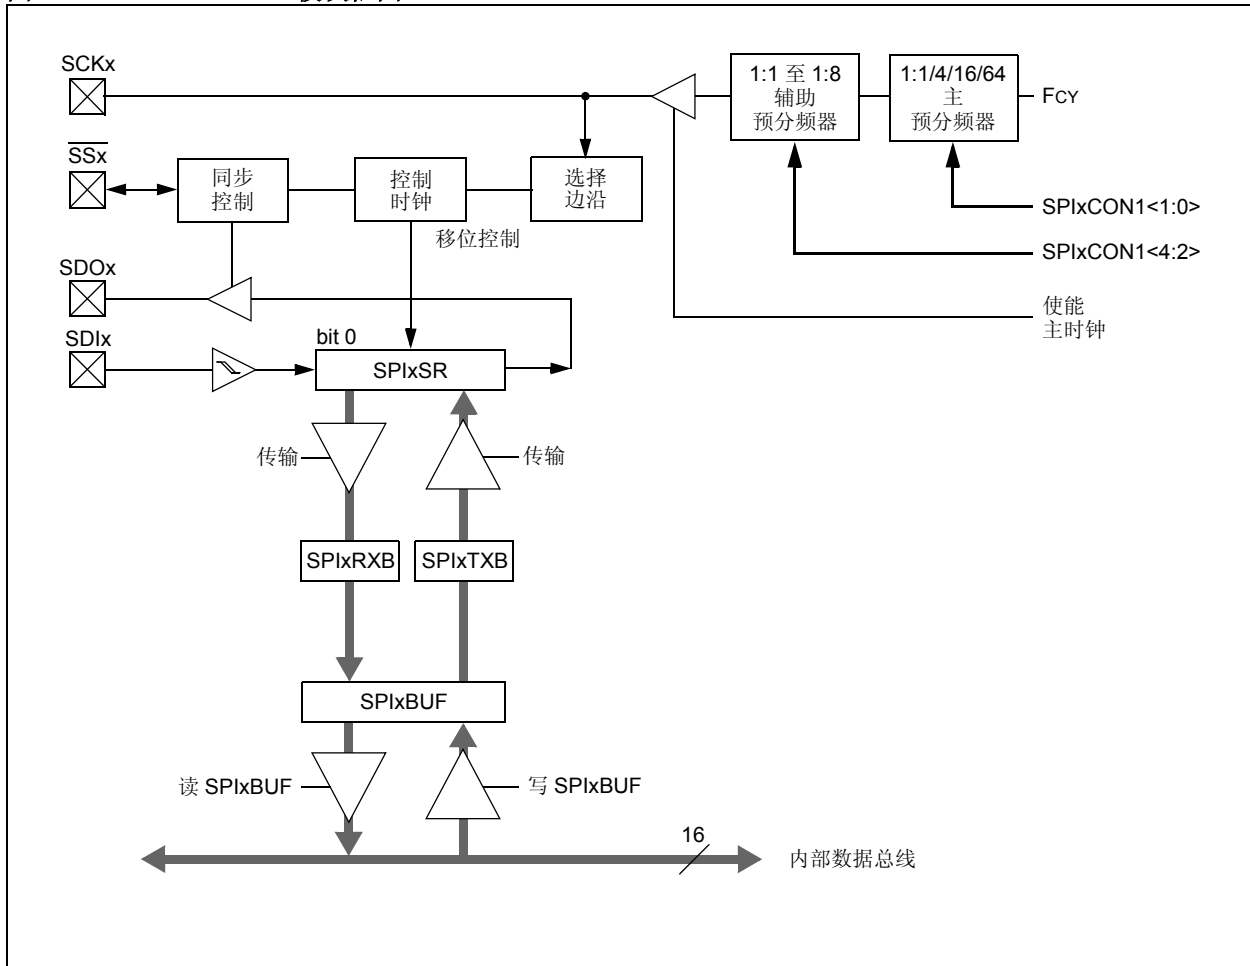 SCKx
1:1 至 1:8
辅助
预分频器
1:1/4/16/64
主
预分频器
FCY
SSx
同步
控制
控制
时钟
选择
边沿
移位控制
SPIxCON1<1:0>
SPIxCON1<4:2>
使能
主时钟
SDOx
SDIx
bit 0
SPIxSR
传输
传输
SPIxRXB
SPIxTXB
SPIxBUF
读 SPIxBUF
写 SPIxBUF
16
内部数据总线